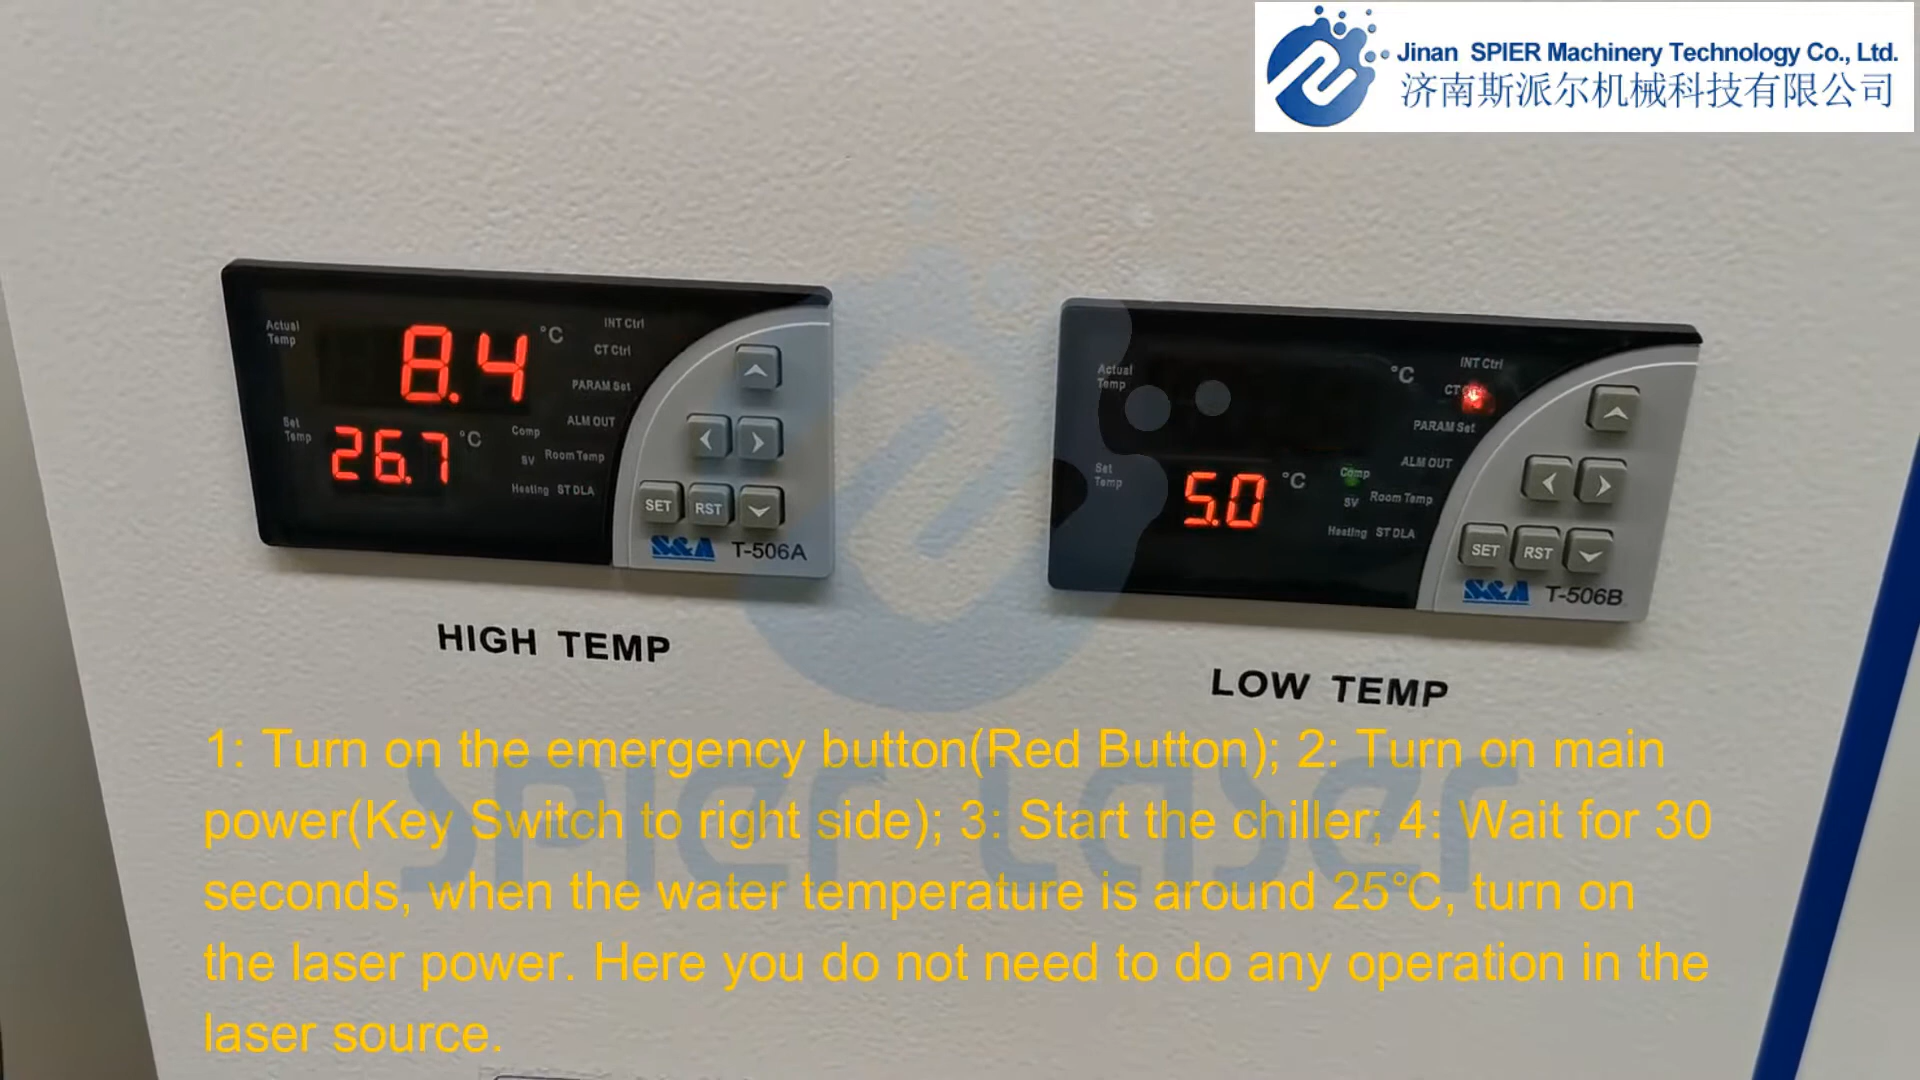 Jinan SPIER Machinery Technology Co., Ltd.
济南斯派尔机械科技有限公司
Actual
Temp
8.4 °C
INT Ctrl
CT Ctrl
PARAM Set
ALM OUT
Set
Temp
26.7 °C
Comp
SV
Room Temp
Heating ST DLA
SET RST
S&A T-506A
HIGH TEMP
Actual
Temp
°C
INT Ctrl
CT
PARAM Set
ALM OUT
Set
Temp
5.0 °C
Comp
SV
Room Temp
Heating ST DLA
SET RST
S&A T-506B
LOW TEMP
1: Turn on the emergency button(Red Button); 2: Turn on main
power(Key Switch to right side); 3: Start the chiller; 4: Wait for 30
seconds, when the water temperature is around 25°C, turn on
the laser power. Here you do not need to do any operation in the
laser source.
SPIER Laser